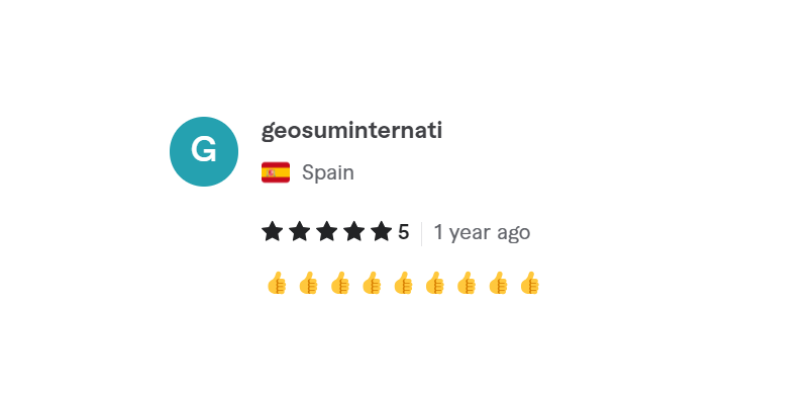 G
geosuminternati
Spain
★★★★★ 5 | 1 year ago
👍 👍 👍 👍 👍 👍 👍 👍 👍